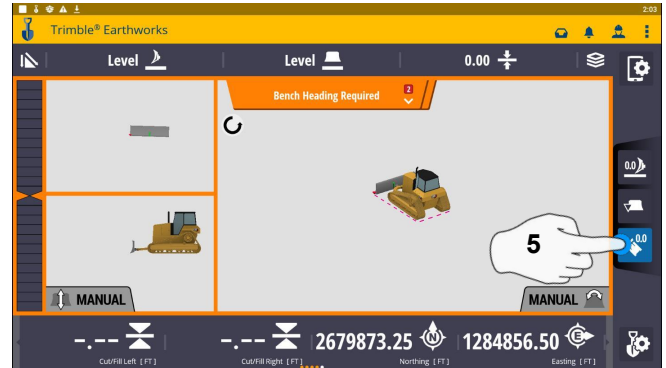 2:03
Trimble® Earthworks
Level
Level
0.00
Bench Heading Required
2
0.0
0.0
5
MANUAL
MANUAL
-.--
Cut/Fill Left [FT]
-.--
Cut/Fill Right [FT]
2679873.25
N
Northing [FT]
1284856.50
E
Easting [FT]